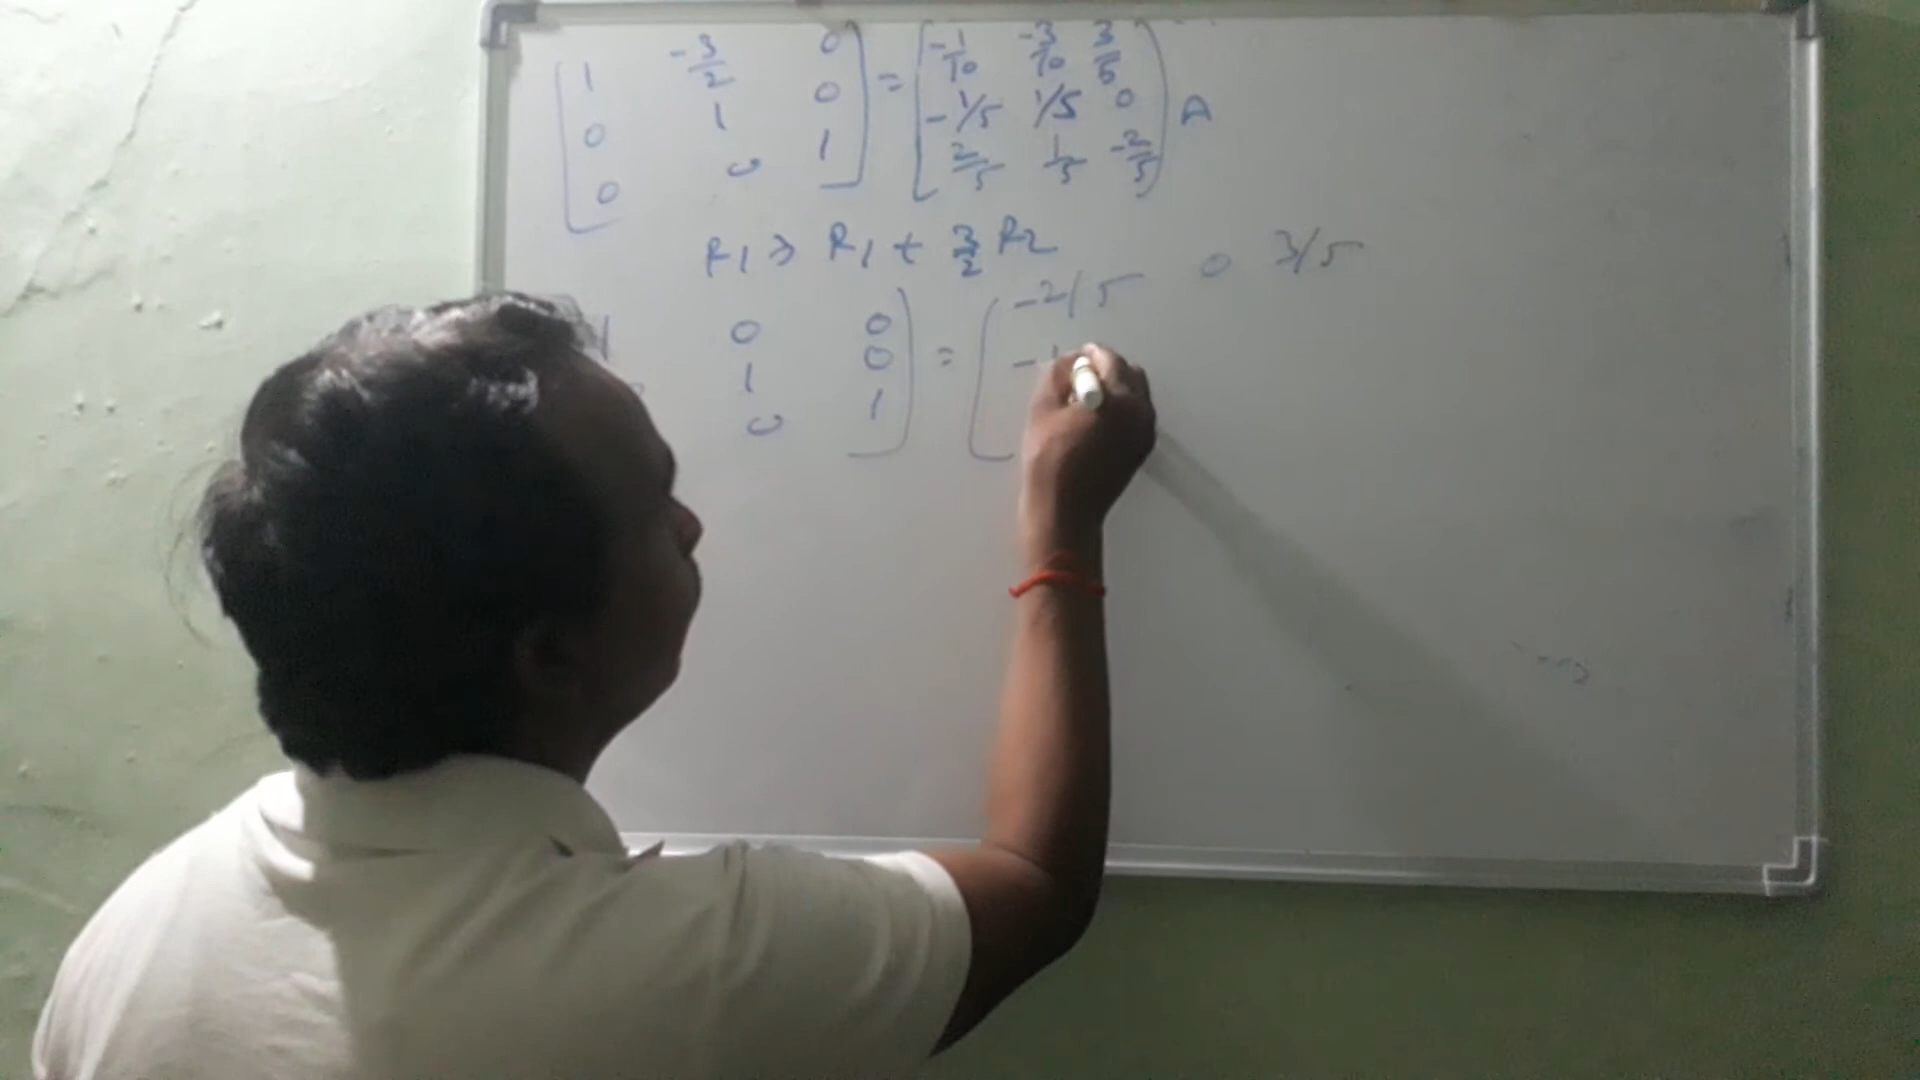 1 -3/2 0 = -1/10 -3/10 3/5
0 1 0 -1/5 1/5 0 A
0 0 1 2/5 1/5 -2/5
R1 > R1 + 3/2 R2
1 0 0 = -2/5 0 3/5
1 0 -1
0 1